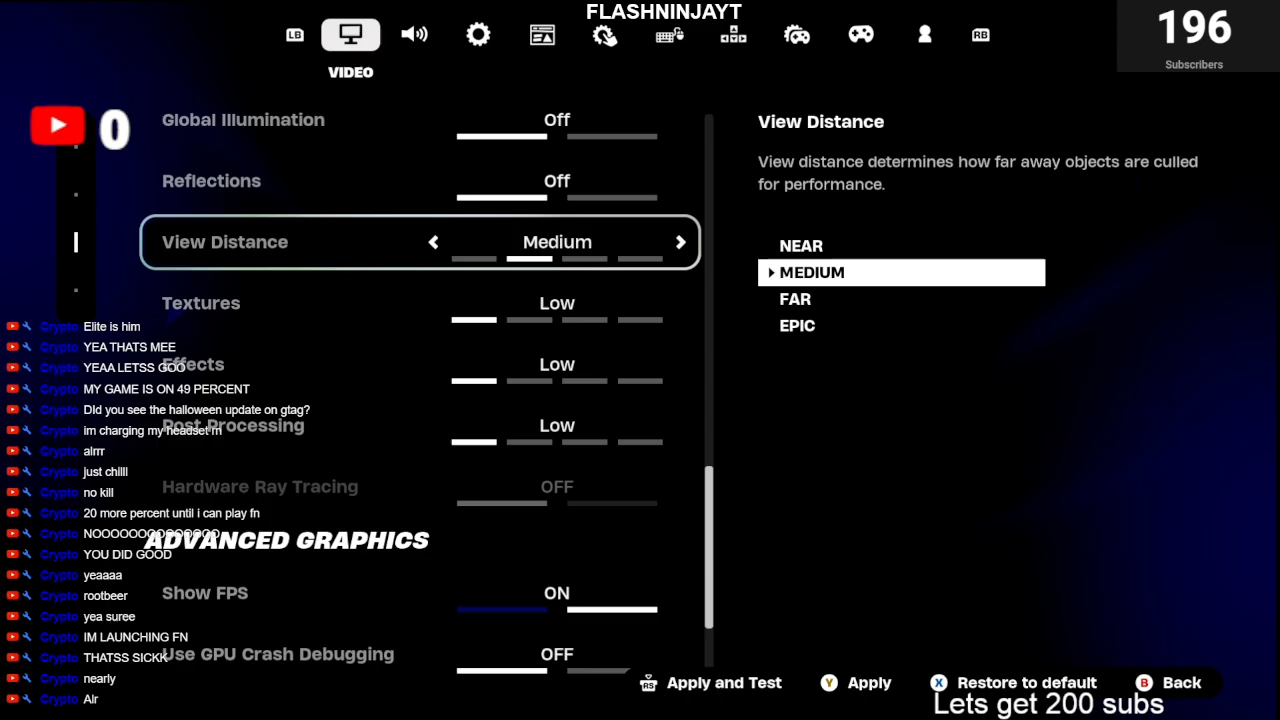 FLASHNINJAYT
196
Subscribers
LB
RB
VIDEO
0
Global Illumination
Off
Reflections
Off
View Distance
Medium
Textures
Low
Effects
Low
Post Processing
Low
Hardware Ray Tracing
OFF
ADVANCED GRAPHICS
Show FPS
ON
Use GPU Crash Debugging
OFF
View Distance
View distance determines how far away objects are culled
for performance.
NEAR
MEDIUM
FAR
EPIC
Crypto Elite is him
Crypto YEA THATS MEE
Crypto YEAA LETSS GOO
Crypto MY GAME IS ON 49 PERCENT
Crypto DId you see the halloween update on gtag?
Crypto im charging my headset rn
Crypto alrrr
Crypto just chilll
Crypto no kill
Crypto 20 more percent until i can play fn
Crypto NOOOOOOOOOOOOOO
Crypto YOU DID GOOD
Crypto yeaaaa
Crypto rootbeer
Crypto yea suree
Crypto IM LAUNCHING FN
Crypto THATSS SICKK
Crypto nearly
Crypto Alr
RS Apply and Test
Y Apply
X Restore to default
B Back
Lets get 200 subs